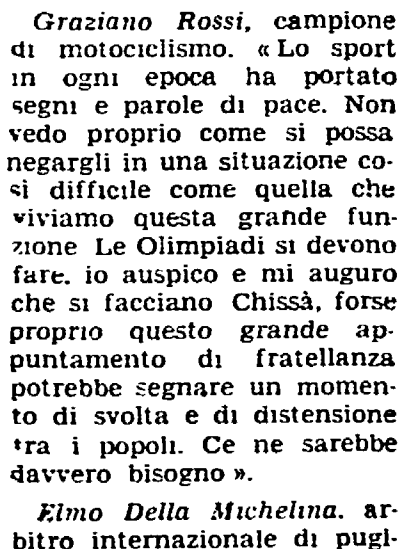 Graziano Rossi, campione
di motociclismo. «Lo sport
in ogni epoca ha portato
segni e parole di pace. Non
vedo proprio come si possa
negargli in una situazione co-
sì difficile come quella che
viviamo questa grande fun-
zione Le Olimpiadi si devono
fare. io auspico e mi auguro
che si facciano Chissà, forse
proprio questo grande ap-
puntamento di fratellanza
potrebbe segnare un momen-
to di svolta e di distensione
tra i popoli. Ce ne sarebbe
davvero bisogno».
Elmo Della Michelina. ar-
bitro internazionale di pugi-